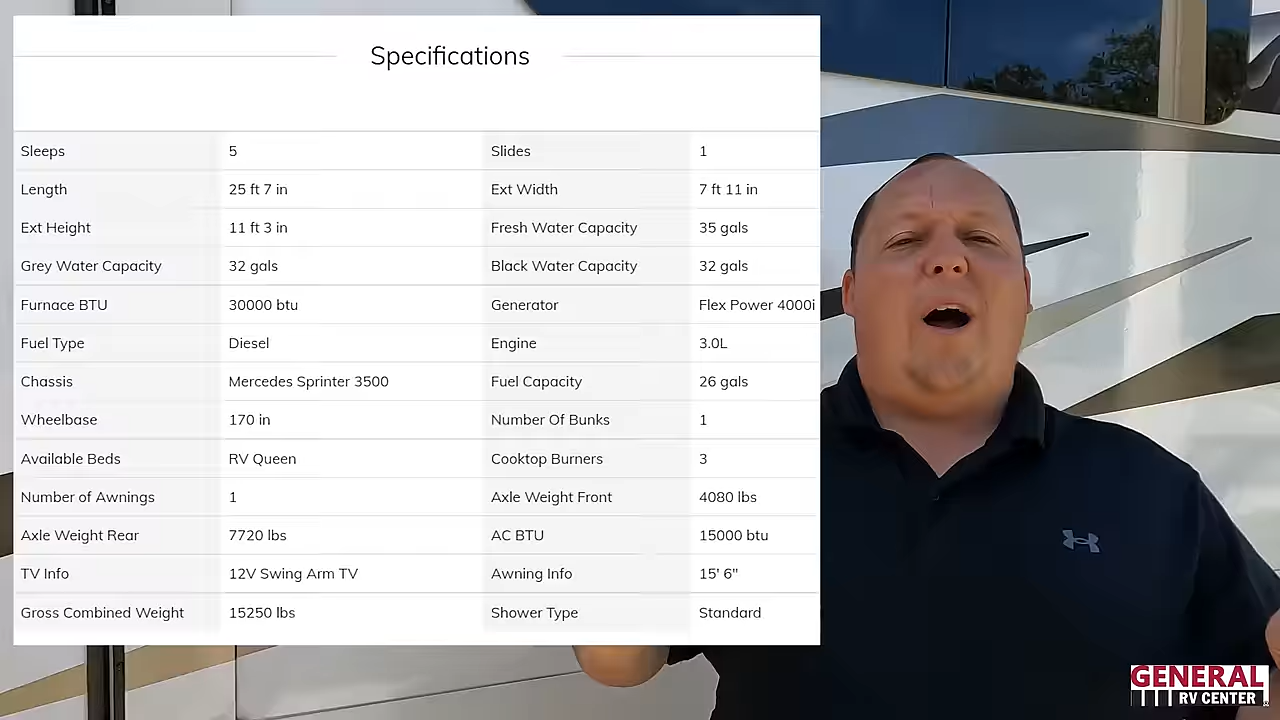 Specifications
Sleeps 5 Slides 1
Length 25 ft 7 in Ext Width 7 ft 11 in
Ext Height 11 ft 3 in Fresh Water Capacity 35 gals
Grey Water Capacity 32 gals Black Water Capacity 32 gals
Furnace BTU 30000 btu Generator Flex Power 4000i
Fuel Type Diesel Engine 3.0L
Chassis Mercedes Sprinter 3500 Fuel Capacity 26 gals
Wheelbase 170 in Number Of Bunks 1
Available Beds RV Queen Cooktop Burners 3
Number of Awnings 1 Axle Weight Front 4080 lbs
Axle Weight Rear 7720 lbs AC BTU 15000 btu
TV Info 12V Swing Arm TV Awning Info 15' 6"
Gross Combined Weight 15250 lbs Shower Type Standard
GENERAL
RV CENTER